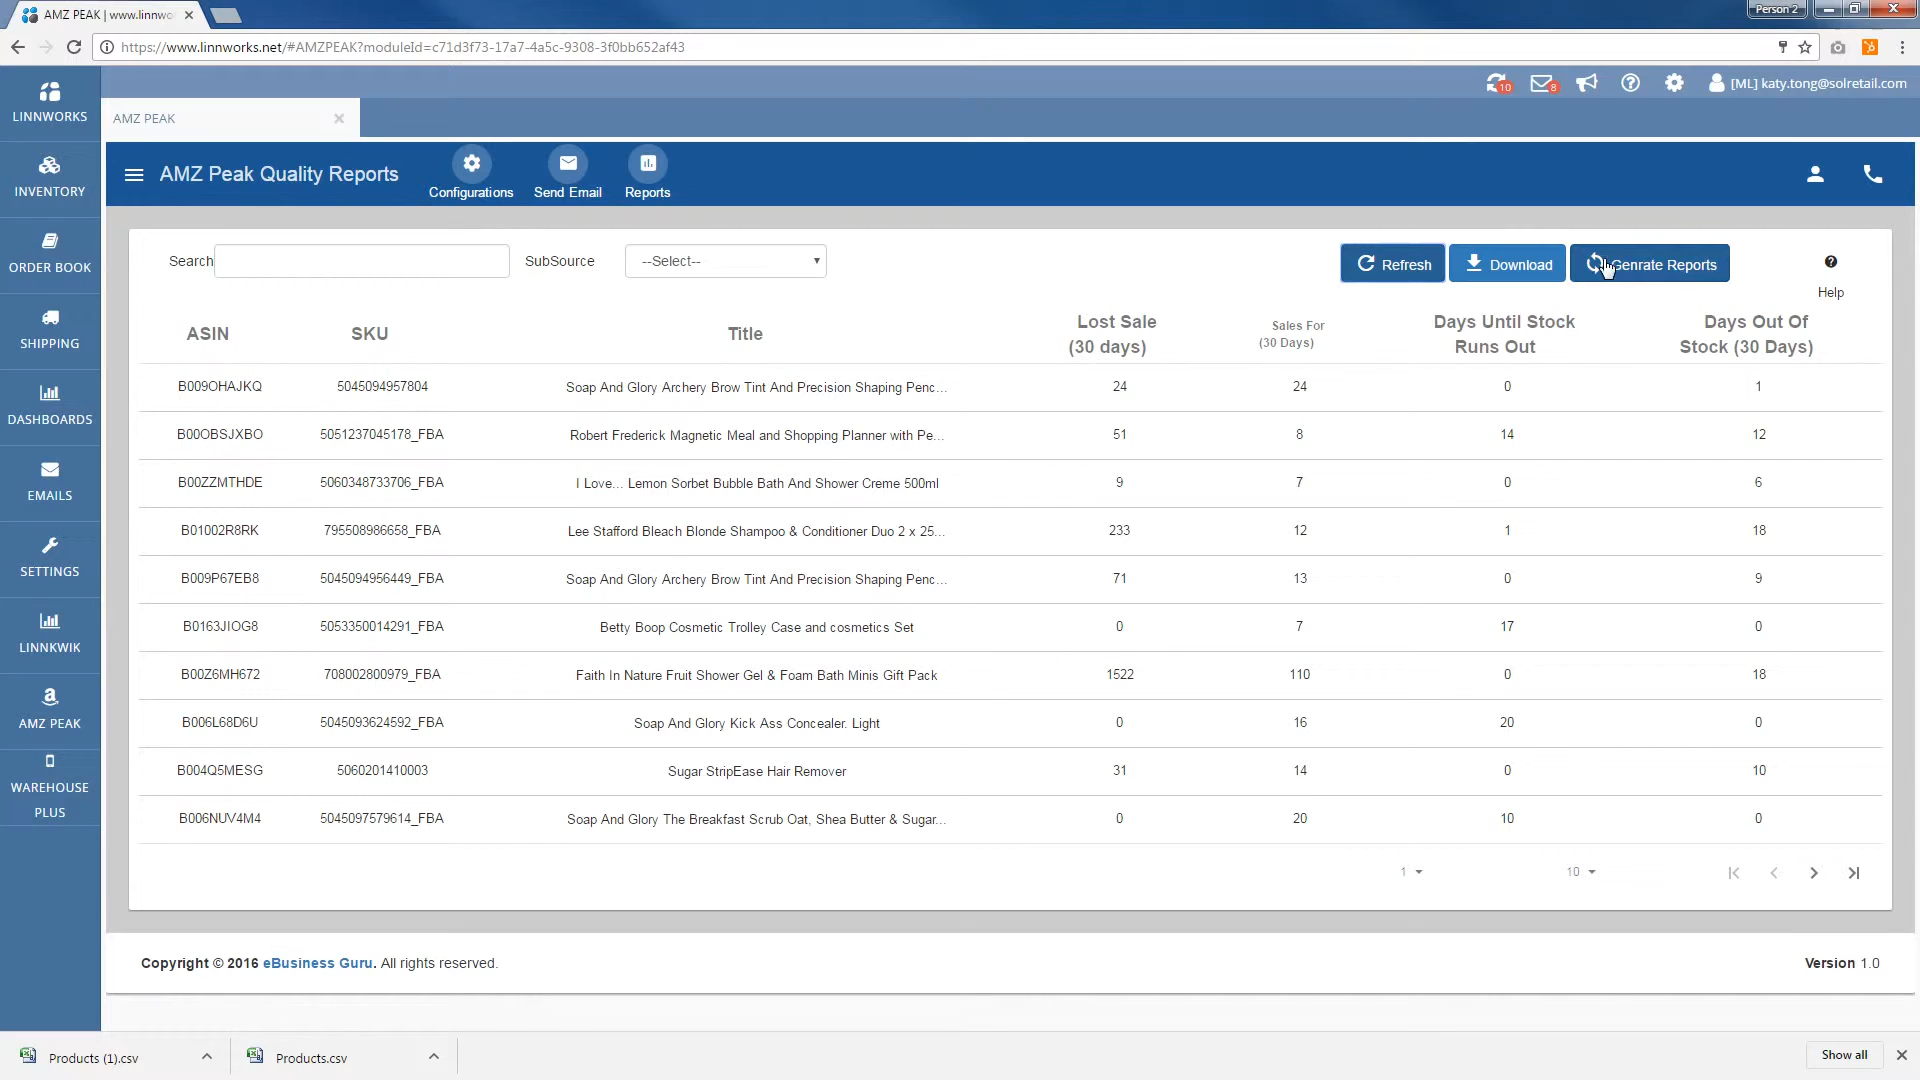 AMZ PEAK | www.linnwo
Person 2
https://www.linnworks.net/#AMZPEAK?moduleId=c71d3f73-17a7-4a5c-9308-3f0bb652af43
LINNWORKS
10
8
[ML] katy.tong@solretail.com
AMZ PEAK
AMZ Peak Quality Reports
Configurations
Send Email
Reports
INVENTORY
ORDER BOOK
SHIPPING
DASHBOARDS
EMAILS
SETTINGS
LINNKWIK
AMZ PEAK
WAREHOUSE
PLUS
Search
SubSource
--Select--
Refresh
Download
Genrate Reports
Help
ASIN SKU Title Lost Sale (30 days) Sales For (30 Days) Days Until Stock Runs Out Days Out Of Stock (30 Days)
B009OHAJKQ 5045094957804 Soap And Glory Archery Brow Tint And Precision Shaping Penc... 24 24 0 1
B00OBSJXBO 5051237045178_FBA Robert Frederick Magnetic Meal and Shopping Planner with Pe... 51 8 14 12
B00ZZMTHDE 5060348733706_FBA I Love... Lemon Sorbet Bubble Bath And Shower Creme 500ml 9 7 0 6
B01002R8RK 795508986658_FBA Lee Stafford Bleach Blonde Shampoo & Conditioner Duo 2 x 25... 233 12 1 18
B009P67EB8 5045094956449_FBA Soap And Glory Archery Brow Tint And Precision Shaping Penc... 71 13 0 9
B0163JIOG8 5053350014291_FBA Betty Boop Cosmetic Trolley Case and cosmetics Set 0 7 17 0
B00Z6MH672 708002800979_FBA Faith In Nature Fruit Shower Gel & Foam Bath Minis Gift Pack 1522 110 0 18
B006L68D6U 5045093624592_FBA Soap And Glory Kick Ass Concealer. Light 0 16 20 0
B004Q5MESG 5060201410003 Sugar StripEase Hair Remover 31 14 0 10
B006NUV4M4 5045097579614_FBA Soap And Glory The Breakfast Scrub Oat, Shea Butter & Sugar... 0 20 10 0
1 10
Copyright © 2016 eBusiness Guru. All rights reserved.
Version 1.0
Products (1).csv
Products.csv
Show all